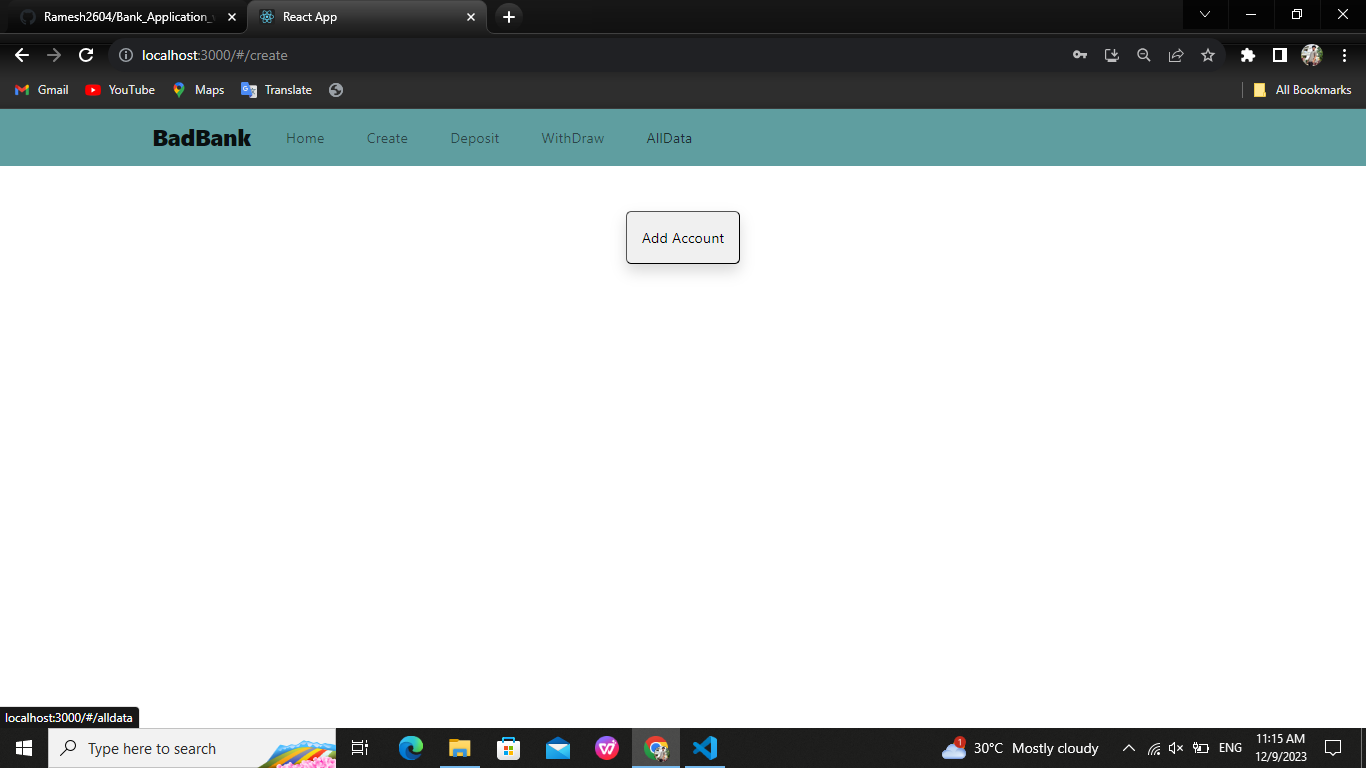 Ramesh2604/Bank_Application_
React App
localhost:3000/#/create
Gmail
YouTube
Maps
Translate
All Bookmarks
BadBank
Home
Create
Deposit
WithDraw
AllData
Add Account
localhost:3000/#/alldata
Type here to search
1
30°C Mostly cloudy
ENG
11:15 AM
12/9/2023